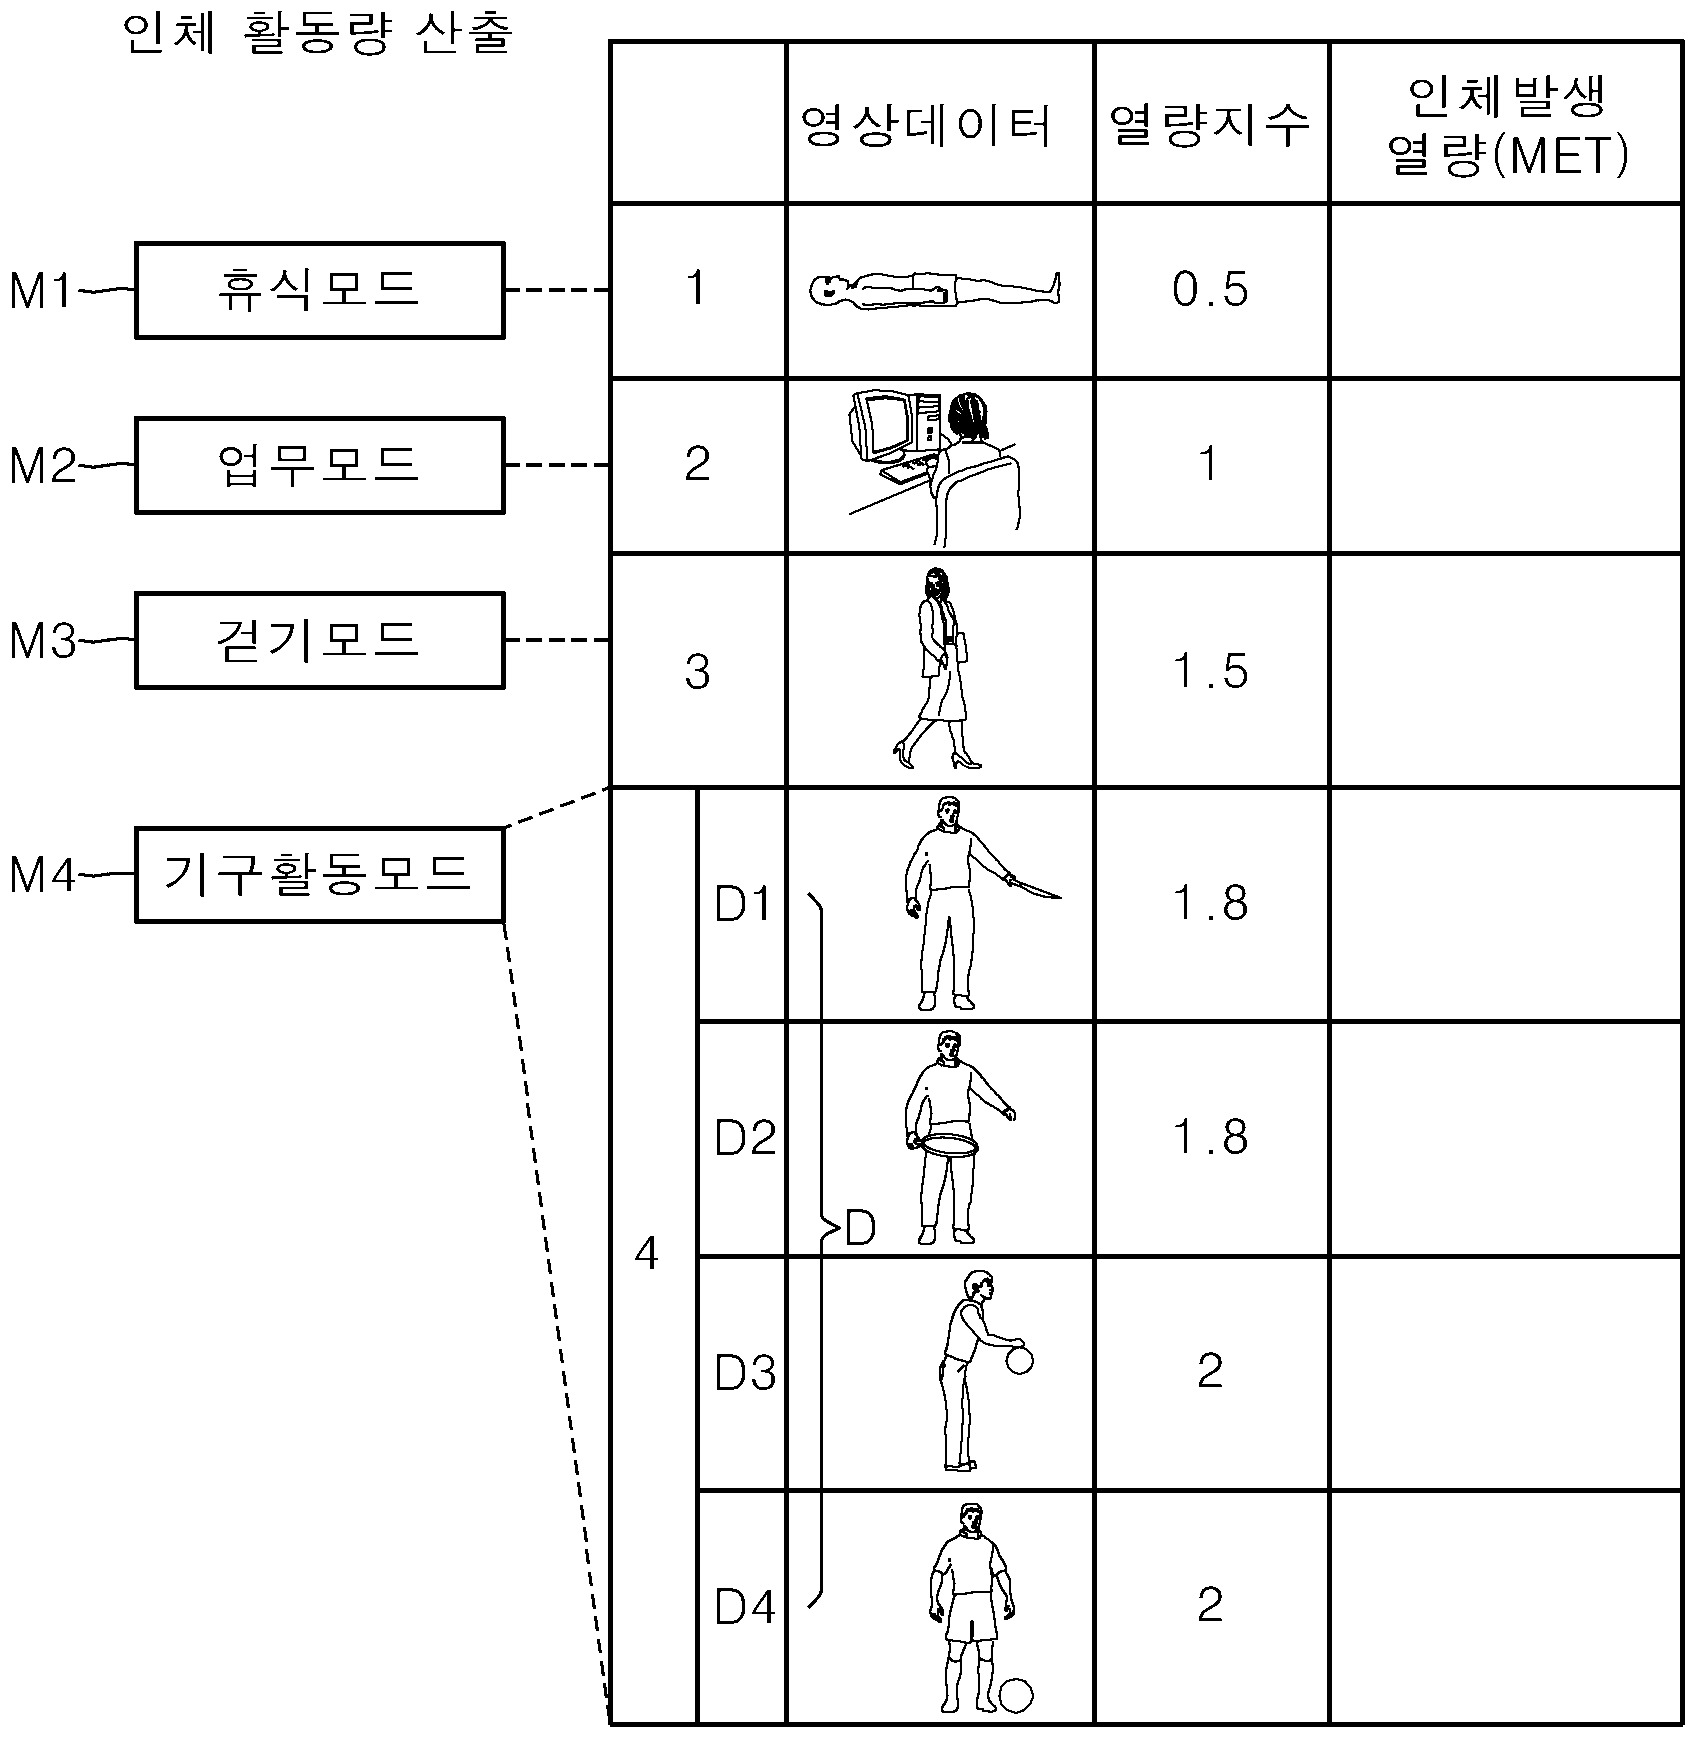 인체 활동량 산출
영상데이터 열량지수 인체발생
열량(MET)
M1 휴식모드 1 0.5
M2 업무모드 2 1
M3 걷기모드 3 1.5
M4 기구활동모드 D1 1.8
D2 1.8
4 D
D3 2
D4 2